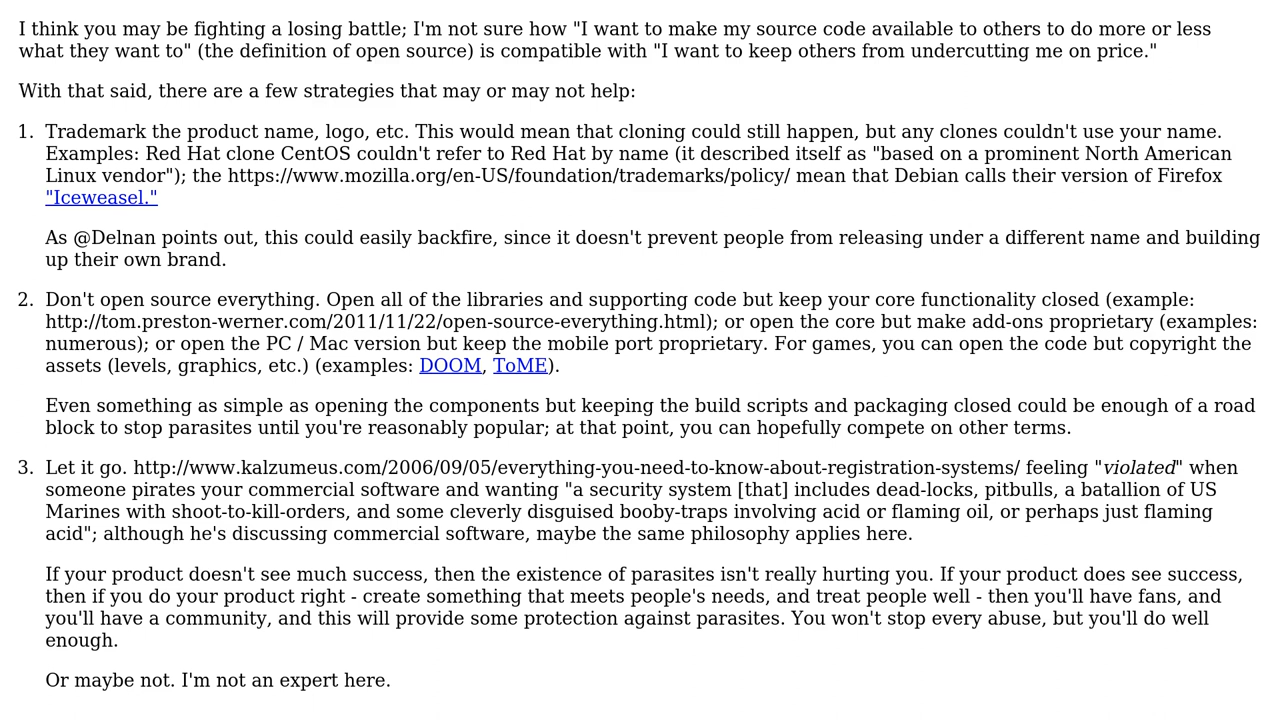 I think you may be fighting a losing battle; I'm not sure how "I want to make my source code available to others to do more or less
what they want to" (the definition of open source) is compatible with "I want to keep others from undercutting me on price."
With that said, there are a few strategies that may or may not help:
1. Trademark the product name, logo, etc. This would mean that cloning could still happen, but any clones couldn't use your name.
Examples: Red Hat clone CentOS couldn't refer to Red Hat by name (it described itself as "based on a prominent North American
Linux vendor"); the https://www.mozilla.org/en-US/foundation/trademarks/policy/ mean that Debian calls their version of Firefox
"Iceweasel."
As @Delnan points out, this could easily backfire, since it doesn't prevent people from releasing under a different name and building
up their own brand.
2. Don't open source everything. Open all of the libraries and supporting code but keep your core functionality closed (example:
http://tom.preston-werner.com/2011/11/22/open-source-everything.html); or open the core but make add-ons proprietary (examples:
numerous); or open the PC / Mac version but keep the mobile port proprietary. For games, you can open the code but copyright the
assets (levels, graphics, etc.) (examples: DOOM, ToME).
Even something as simple as opening the components but keeping the build scripts and packaging closed could be enough of a road
block to stop parasites until you're reasonably popular; at that point, you can hopefully compete on other terms.
3. Let it go. http://www.kalzumeus.com/2006/09/05/everything-you-need-to-know-about-registration-systems/ feeling "violated" when
someone pirates your commercial software and wanting "a security system [that] includes dead-locks, pitbulls, a batallion of US
Marines with shoot-to-kill-orders, and some cleverly disguised booby-traps involving acid or flaming oil, or perhaps just flaming
acid"; although he's discussing commercial software, maybe the same philosophy applies here.
If your product doesn't see much success, then the existence of parasites isn't really hurting you. If your product does see success,
then if you do your product right - create something that meets people's needs, and treat people well - then you'll have fans, and
you'll have a community, and this will provide some protection against parasites. You won't stop every abuse, but you'll do well
enough.
Or maybe not. I'm not an expert here.